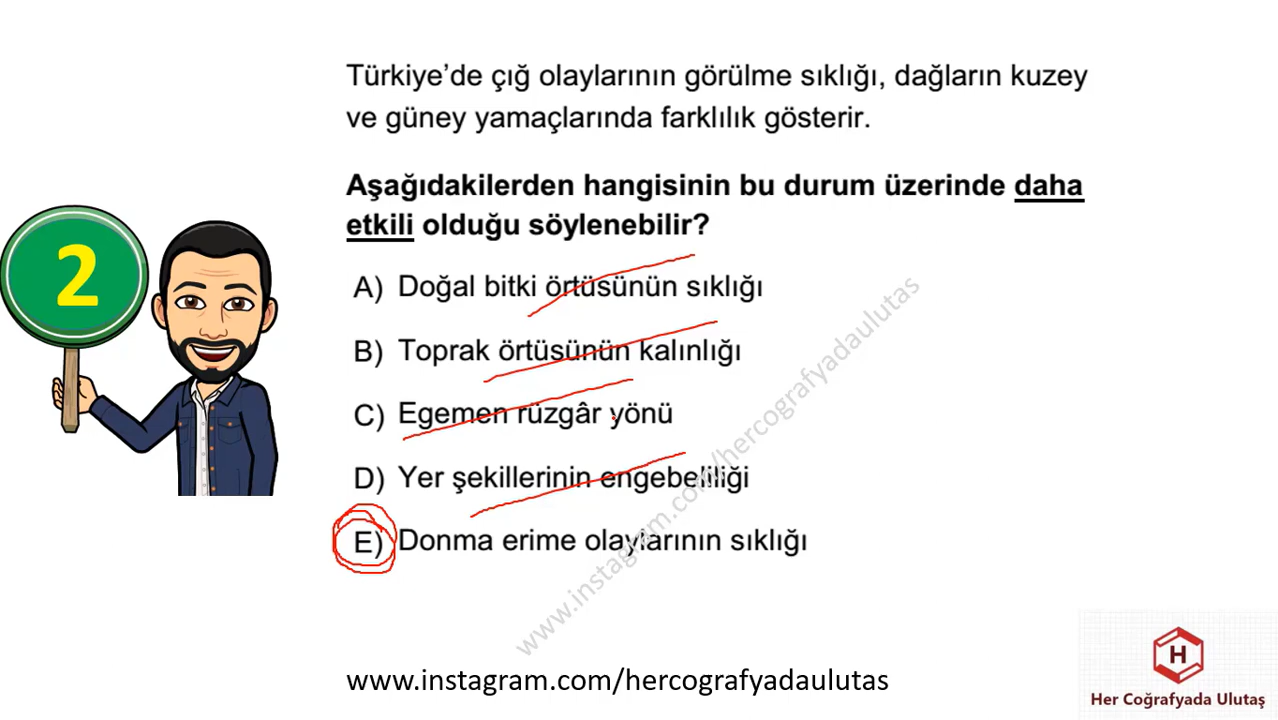 Türkiye’de çığ olaylarının görülme sıklığı, dağların kuzey
ve güney yamaçlarında farklılık gösterir.
Aşağıdakilerden hangisinin bu durum üzerinde daha
etkili olduğu söylenebilir?
2
A) Doğal bitki örtüsünün sıklığı
B) Toprak örtüsünün kalınlığı
C) Egemen rüzgâr yönü
D) Yer şekillerinin engebeliliği
E) Donma erime olaylarının sıklığı
www.instagram.com/hercografyadaulutas
www.instagram.com/hercografyadaulutas
H
Her Coğrafyada Ulutaş